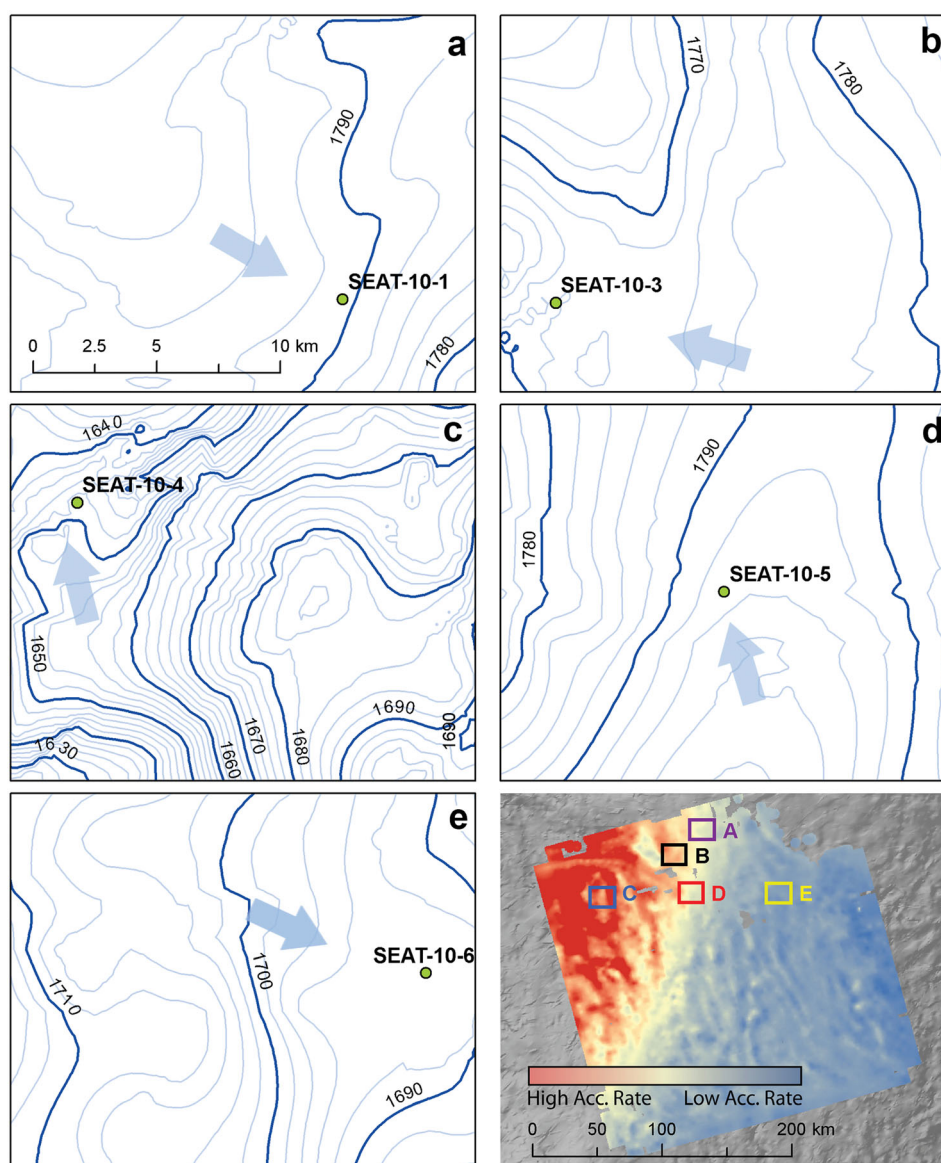 a
1790
SEAT-10-1
0 2.5 5 10 km
1780
b
1770
1780
SEAT-10-3
c
1640
SEAT-10-4
1650
1630
1660
1670
1680
1690
1690
d
1790
1780
SEAT-10-5
e
1710
1700
SEAT-10-6
1690
A
B
C
D
E
High Acc. Rate Low Acc. Rate
0 50 100 200 km